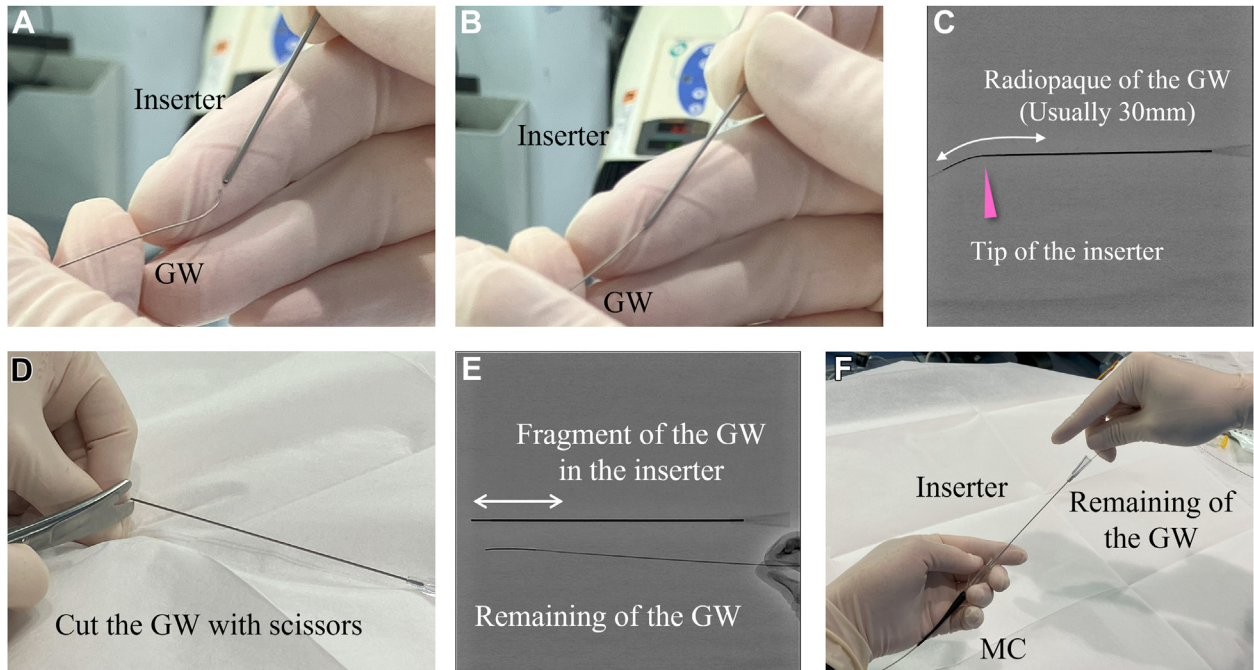 A
Inserter
GW
B
Inserter
GW
C
Radiopaque of the GW
(Usually 30mm)
Tip of the inserter
D
Cut the GW with scissors
E
Fragment of the GW
in the inserter
Remaining of the GW
F
Inserter
Remaining of
the GW
MC